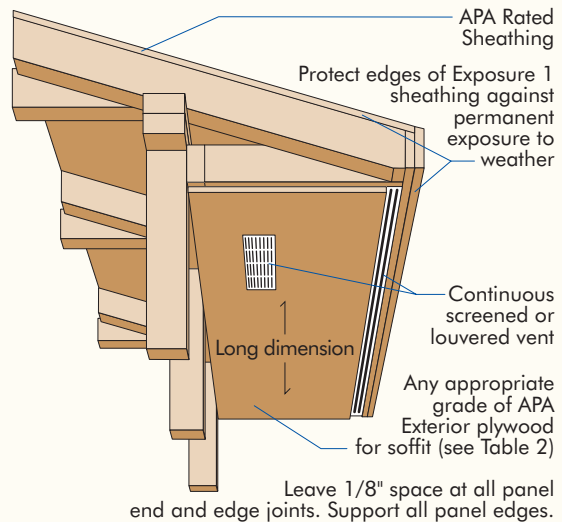 APA Rated
Sheathing
Protect edges of Exposure 1
sheathing against
permanent
exposure to
weather
Continuous
screened or
louvered vent
Long dimension
Any appropriate
grade of APA
Exterior plywood
for soffit (see Table 2)
Leave 1/8" space at all panel
end and edge joints. Support all panel edges.